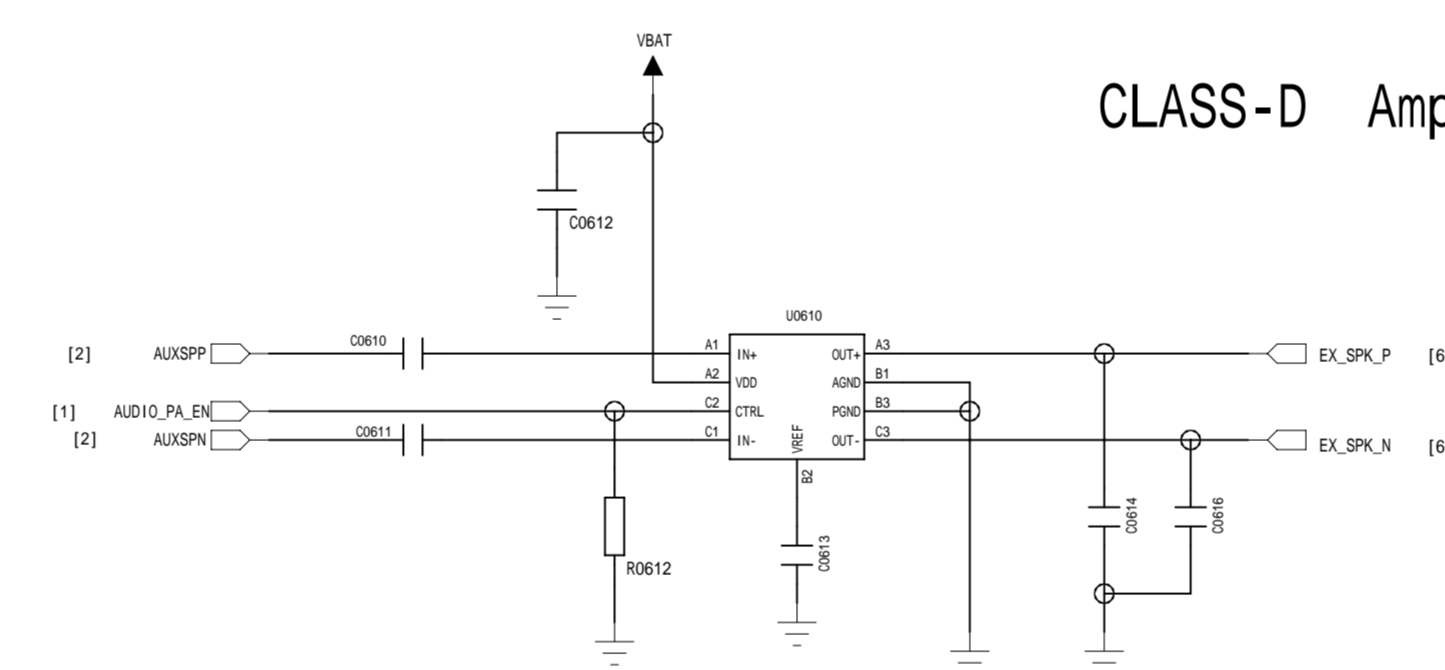 VBAT
CLASS-D Amp
C0612
U0610
[2] AUXSPP C0610 A1 IN+ OUT+ A3 EX_SPK_P [6
A2 VDD AGND B1
[1] AUDIO_PA_EN C2 CTRL PGND B3
[2] AUXSPN C0611 C1 IN- VREF OUT- C3 EX_SPK_N [6
B2
C0614
C0616
C0613
R0612